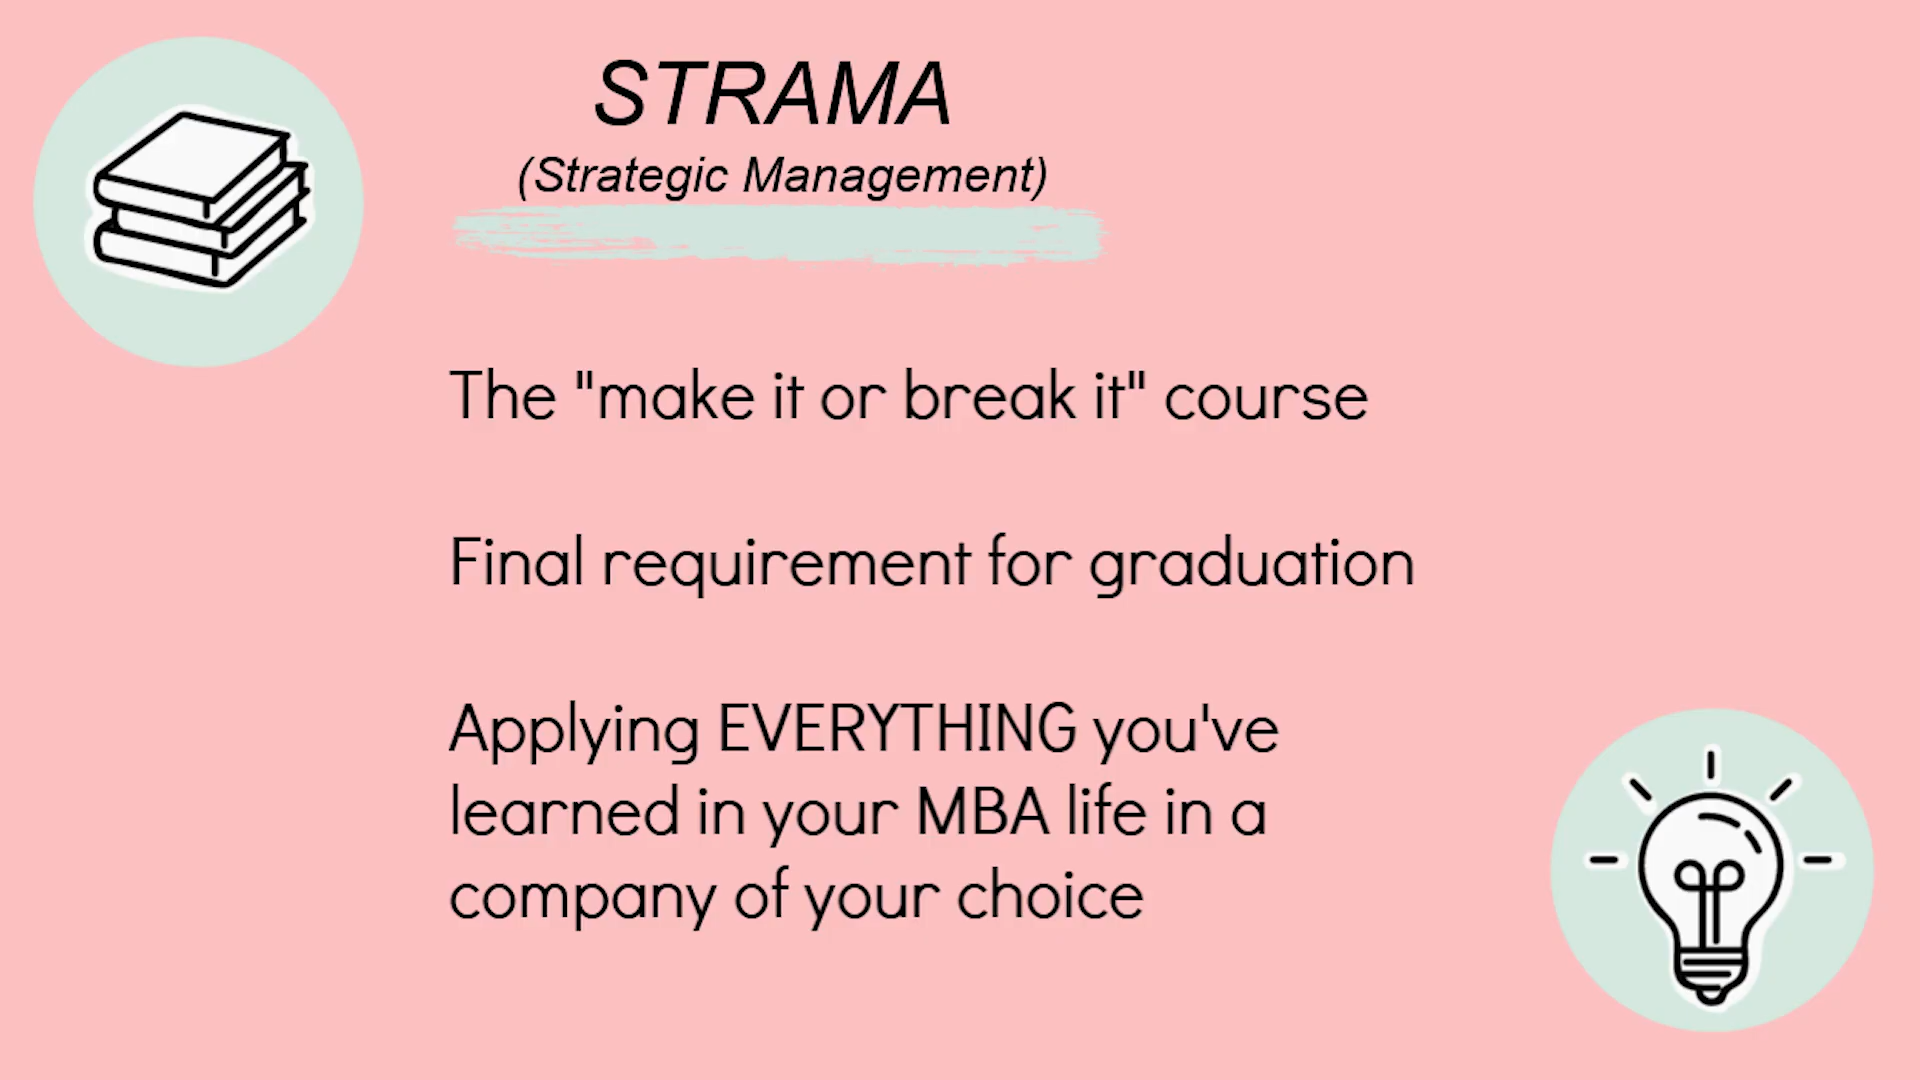 STRAMA
(Strategic Management)
The "make it or break it" course
Final requirement for graduation
Applying EVERYTHING you've
learned in your MBA life in a
company of your choice